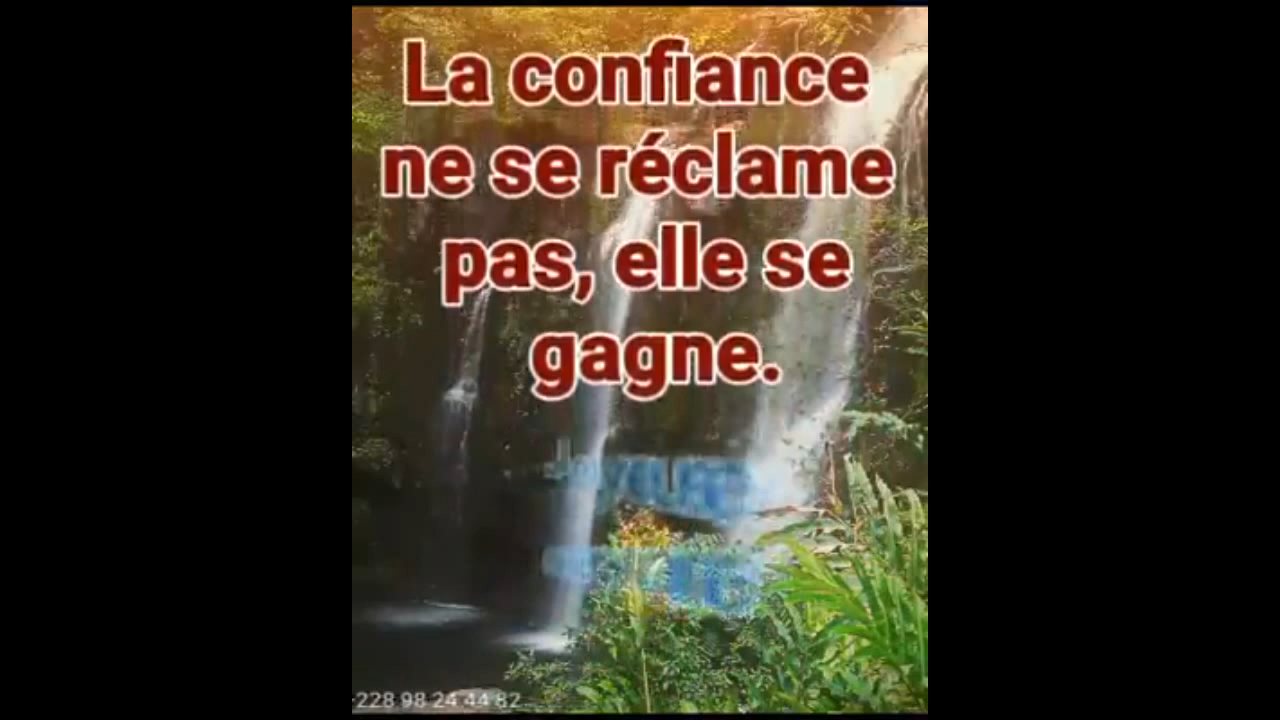 La confiance
ne se réclame
pas, elle se
gagne.
228 98 24 44 82